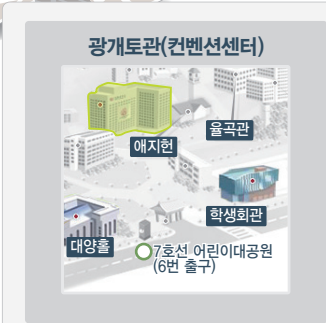 광개토관(컨벤션센터)
애지헌
율곡관
학생회관
대양홀
7호선 어린이대공원
(6번 출구)